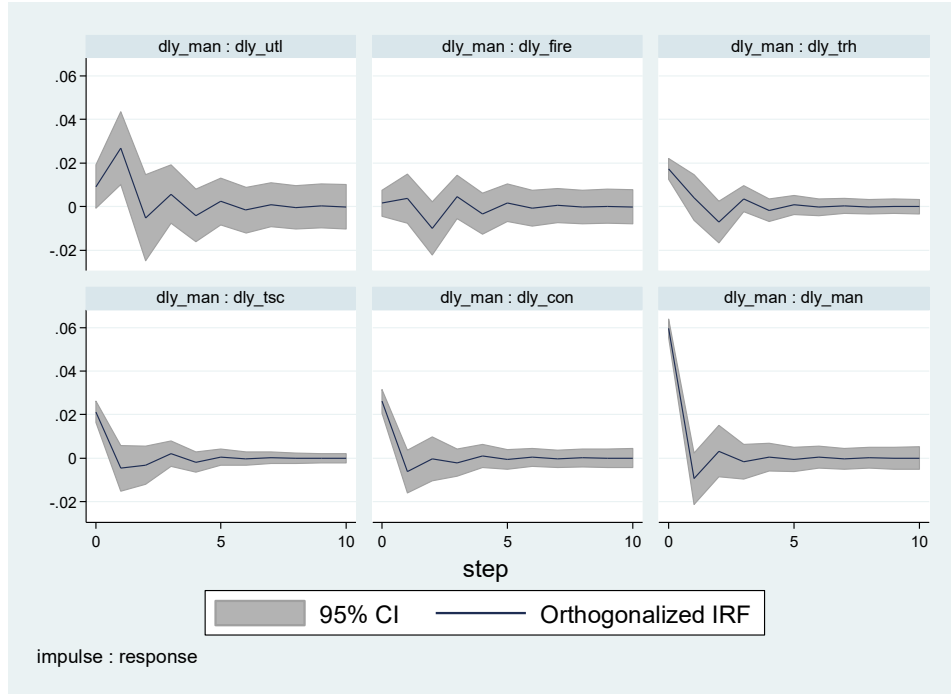 dly_man : dly_utl
dly_man : dly_fire
dly_man : dly_trh
.06
.04
.02
0
-.02
dly_man : dly_tsc
dly_man : dly_con
dly_man : dly_man
.06
.04
.02
0
-.02
0 5 10
0 5 10
0 5 10
step
95% CI
Orthogonalized IRF
impulse : response